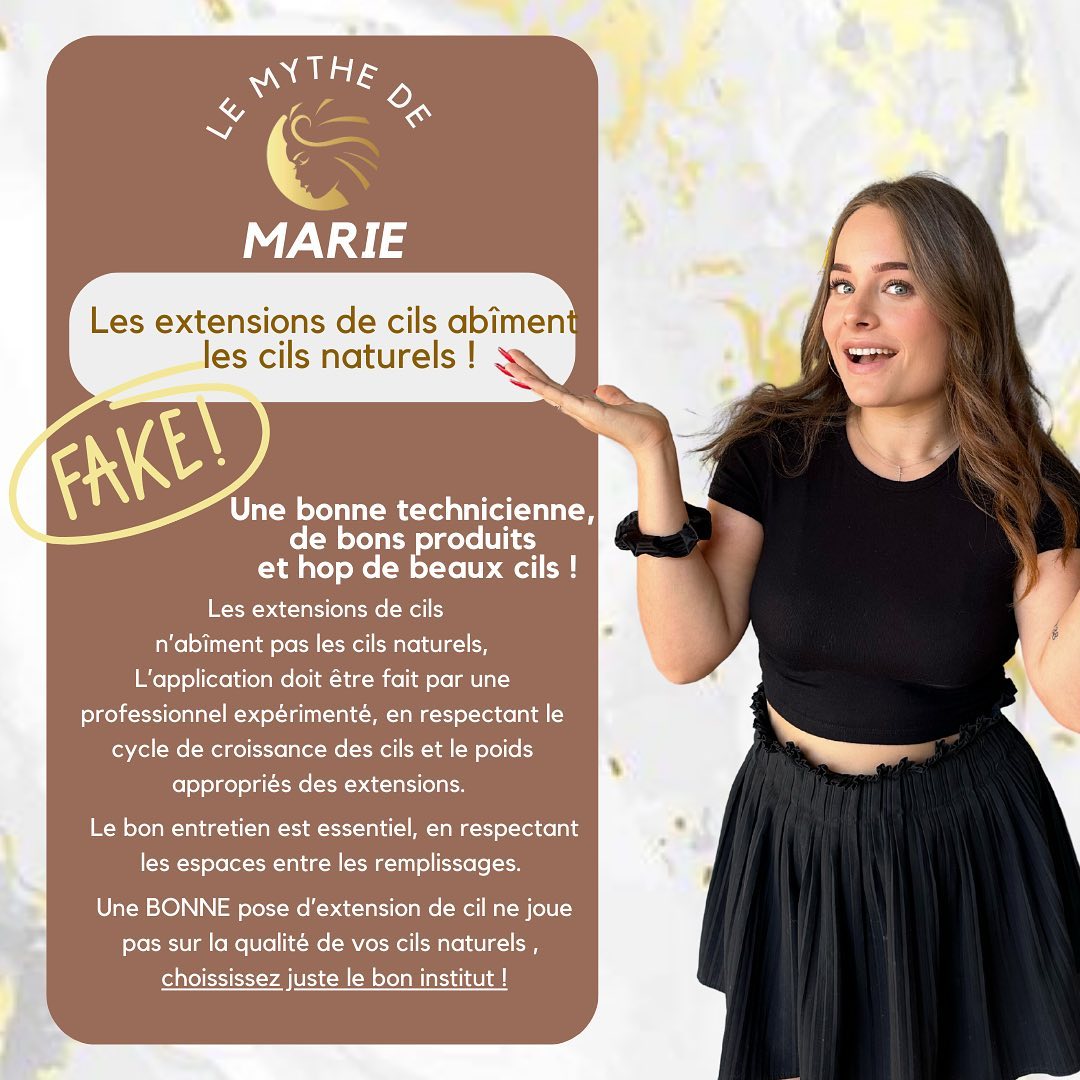 LE MYTHE DE
MARIE
Les extensions de cils abîment
les cils naturels !
FAKE!
Une bonne technicienne,
de bons produits
et hop de beaux cils !
Les extensions de cils
n’abîment pas les cils naturels,
L’application doit être fait par une
professionnel expérimenté, en respectant le
cycle de croissance des cils et le poids
appropriés des extensions.
Le bon entretien est essentiel, en respectant
les espaces entre les remplissages.
Une BONNE pose d’extension de cil ne joue
pas sur la qualité de vos cils naturels ,
choississez juste le bon institut !